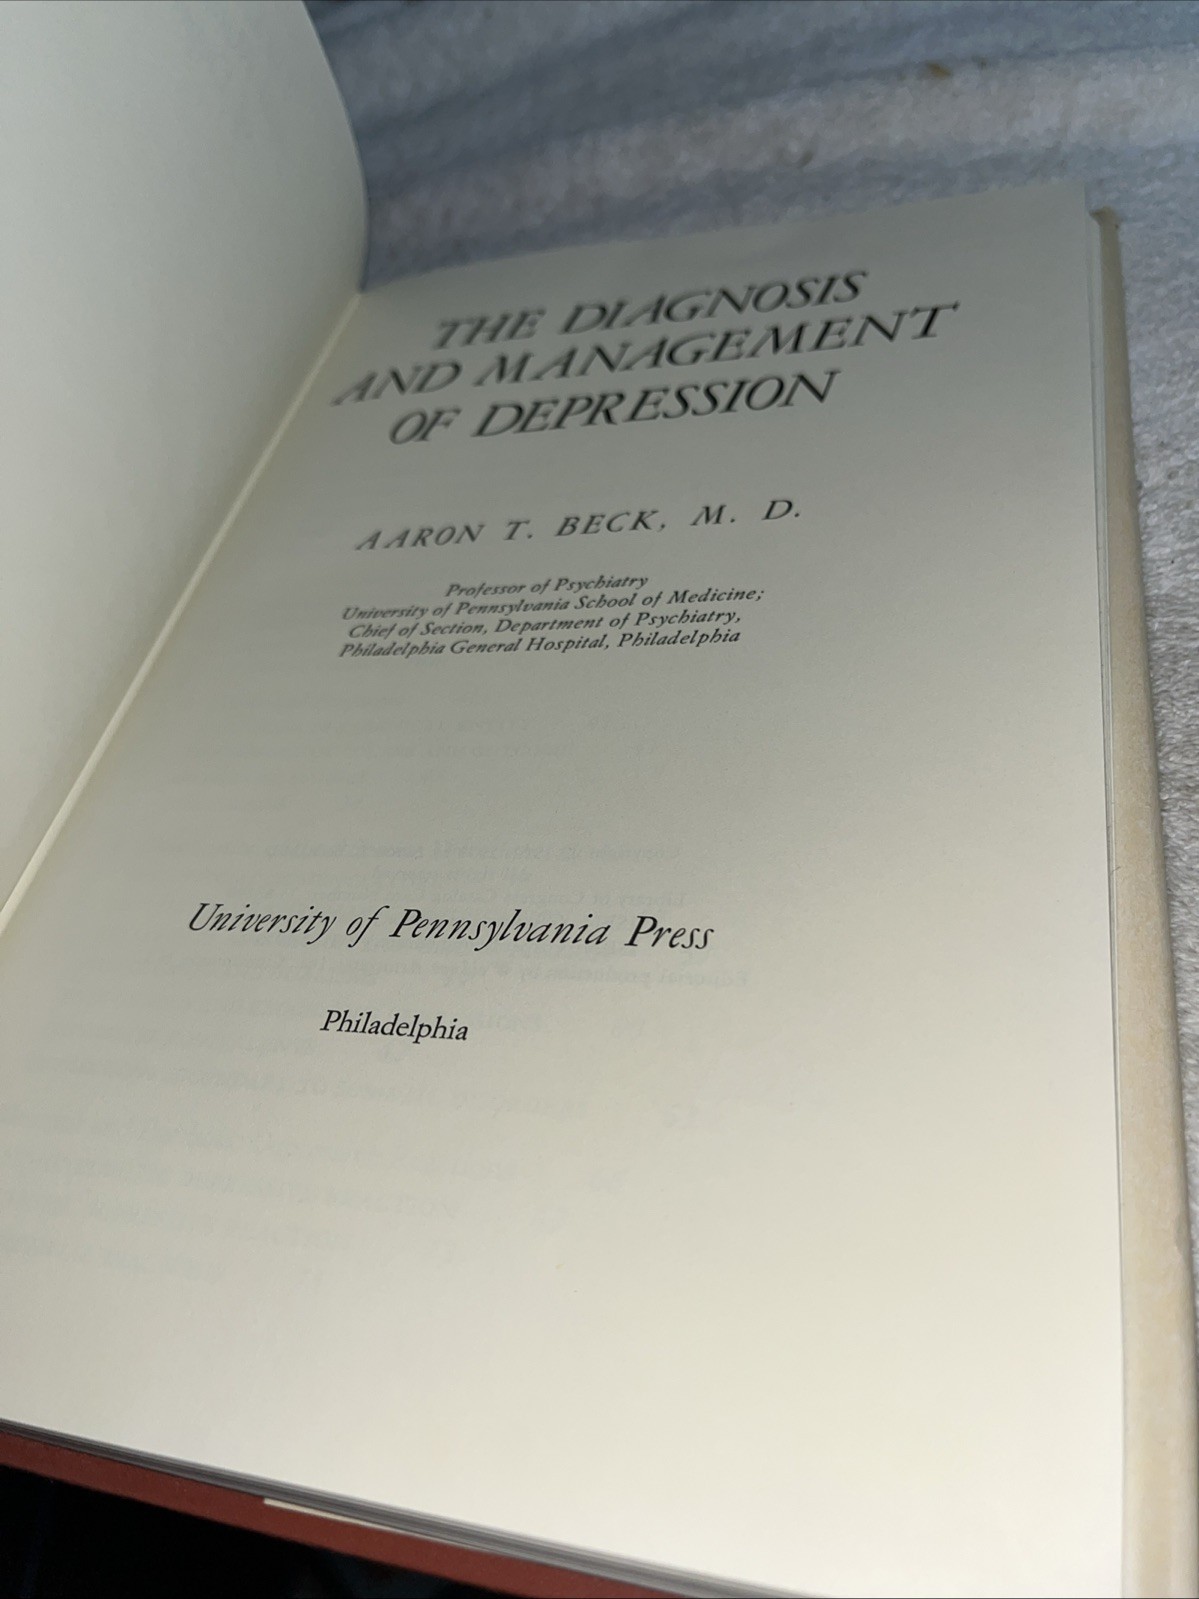 THE DIAGNOSIS
AND MANAGEMENT
OF DEPRESSION
AARON T. BECK, M. D.
Professor of Psychiatry
University of Pennsylvania School of Medicine;
Chief of Section, Department of Psychiatry,
Philadelphia General Hospital, Philadelphia
University of Pennsylvania Press
Philadelphia